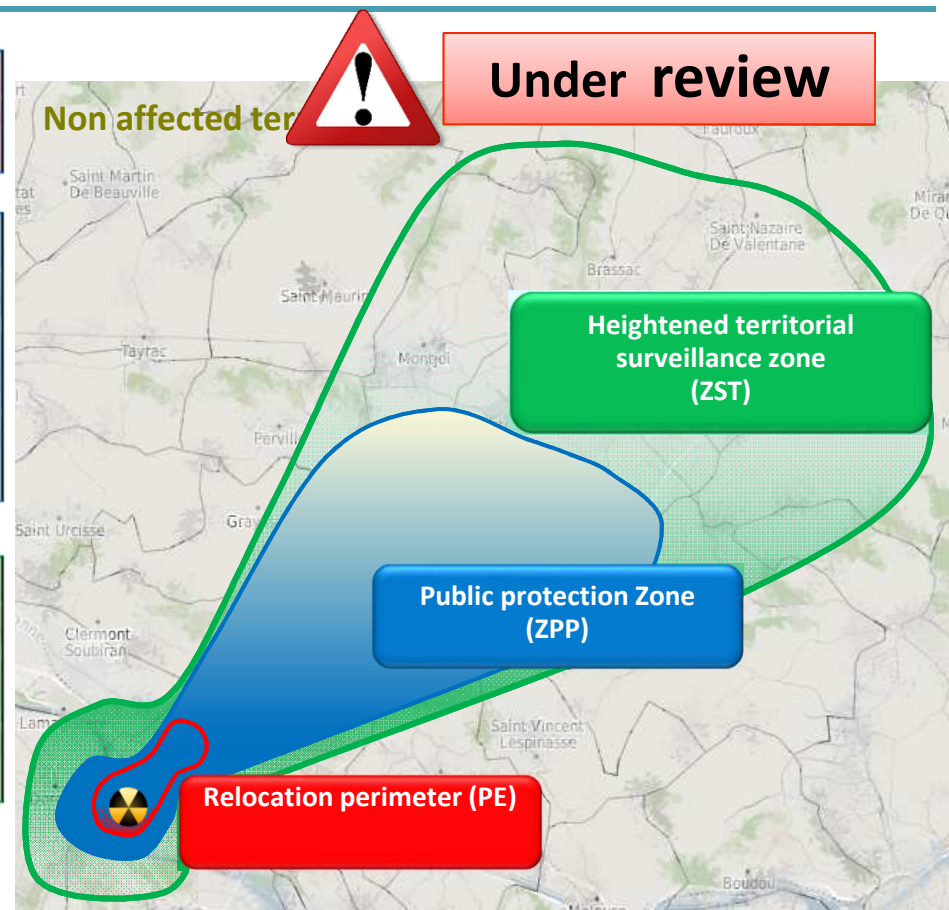 Under review
Non affected
Fauroux
Saint Martin
De Beauville
Saint Nazaire
De Valentane
Brassac
Saint Maurin
Heightened territorial
surveillance zone
(ZST)
Tayrac
Montjoi
Perville
Saint Urcisse
Public protection Zone
(ZPP)
Clermont
Soubiran
Saint Vincent
Lespinasse
Relocation perimeter (PE)
Boudou